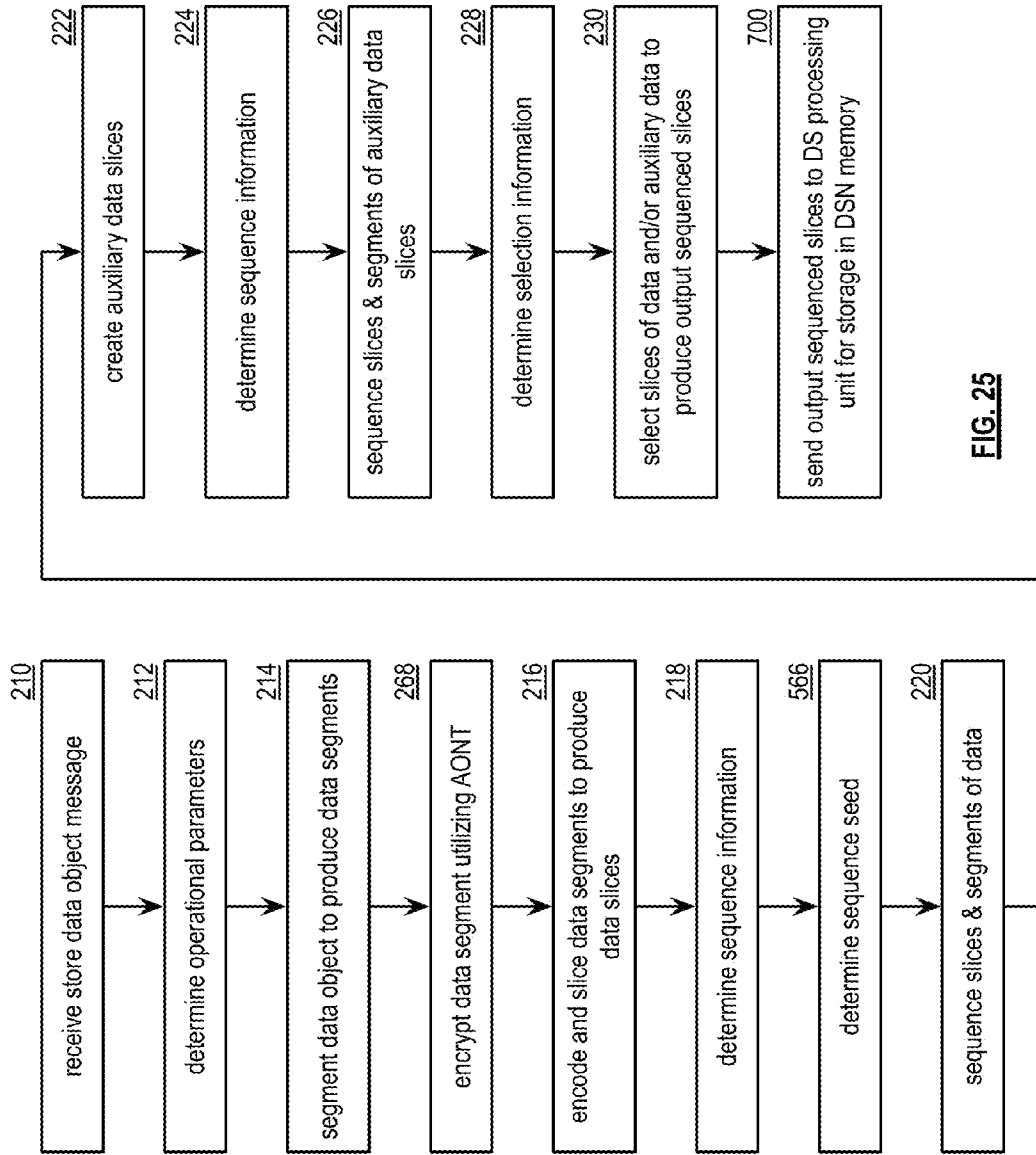 210
receive store data object message
212
determine operational parameters
214
segment data object to produce data segments
268
encrypt data segment utilizing AONT
216
encode and slice data segments to produce
data slices
218
determine sequence information
566
determine sequence seed
220
sequence slices & segments of data
222
create auxiliary data slices
224
determine sequence information
226
sequence slices & segments of auxiliary data
slices
228
determine selection information
230
select slices of data and/or auxiliary data to
produce output sequenced slices
700
send output sequenced slices to DS processing
unit for storage in DSN memory
FIG. 25